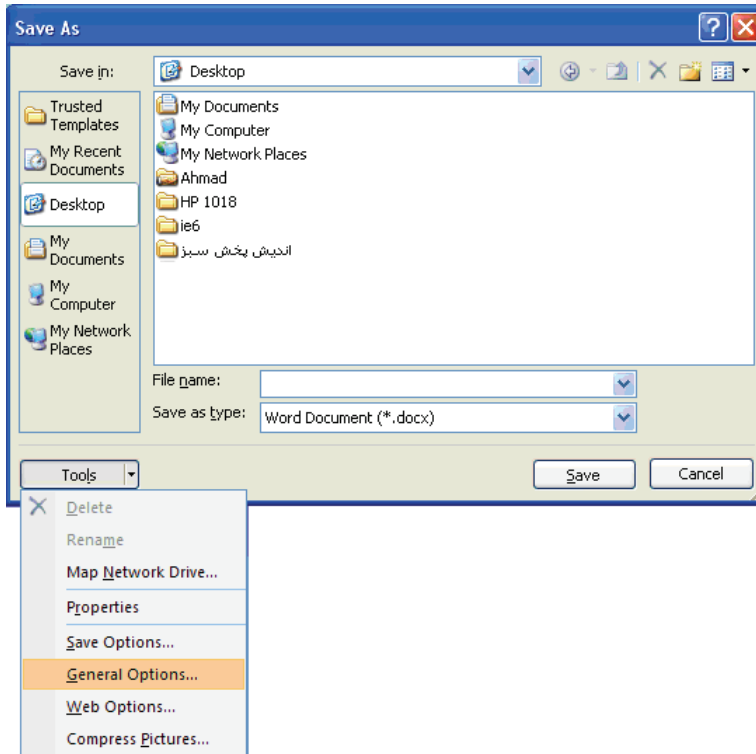 Save As
Save in:
Desktop
Trusted
Templates
My Recent
Documents
Desktop
My
Documents
My
Computer
My Network
Places
My Documents
My Computer
My Network Places
Ahmad
HP 1018
ie6
اندیش پخش سبز
File name:
Save as type:
Word Document (*.docx)
Tools
Save
Cancel
Delete
Rename
Map Network Drive...
Properties
Save Options...
General Options...
Web Options...
Compress Pictures...